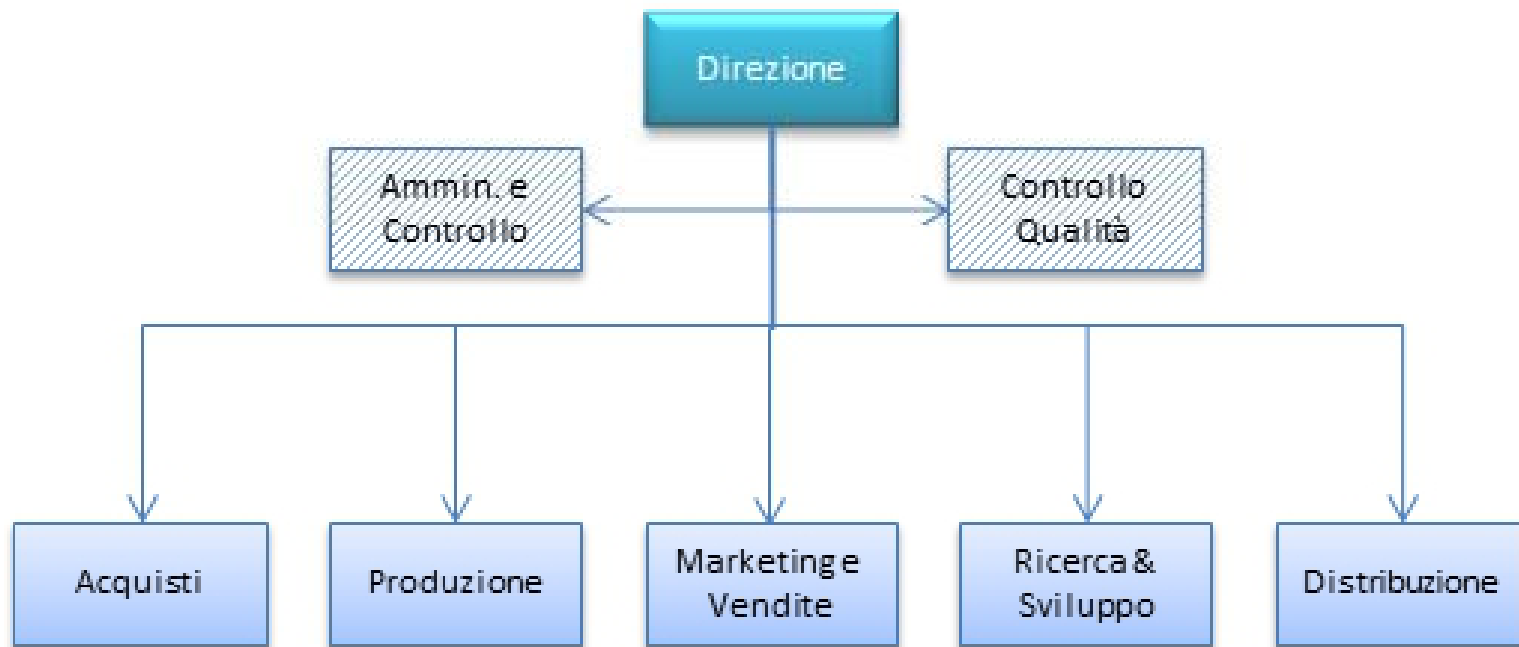 Direzione
Ammin. e
Controllo
Controllo
Qualità
Acquisti
Produzione
Marketing e
Vendite
Ricerca &
Sviluppo
Distribuzione